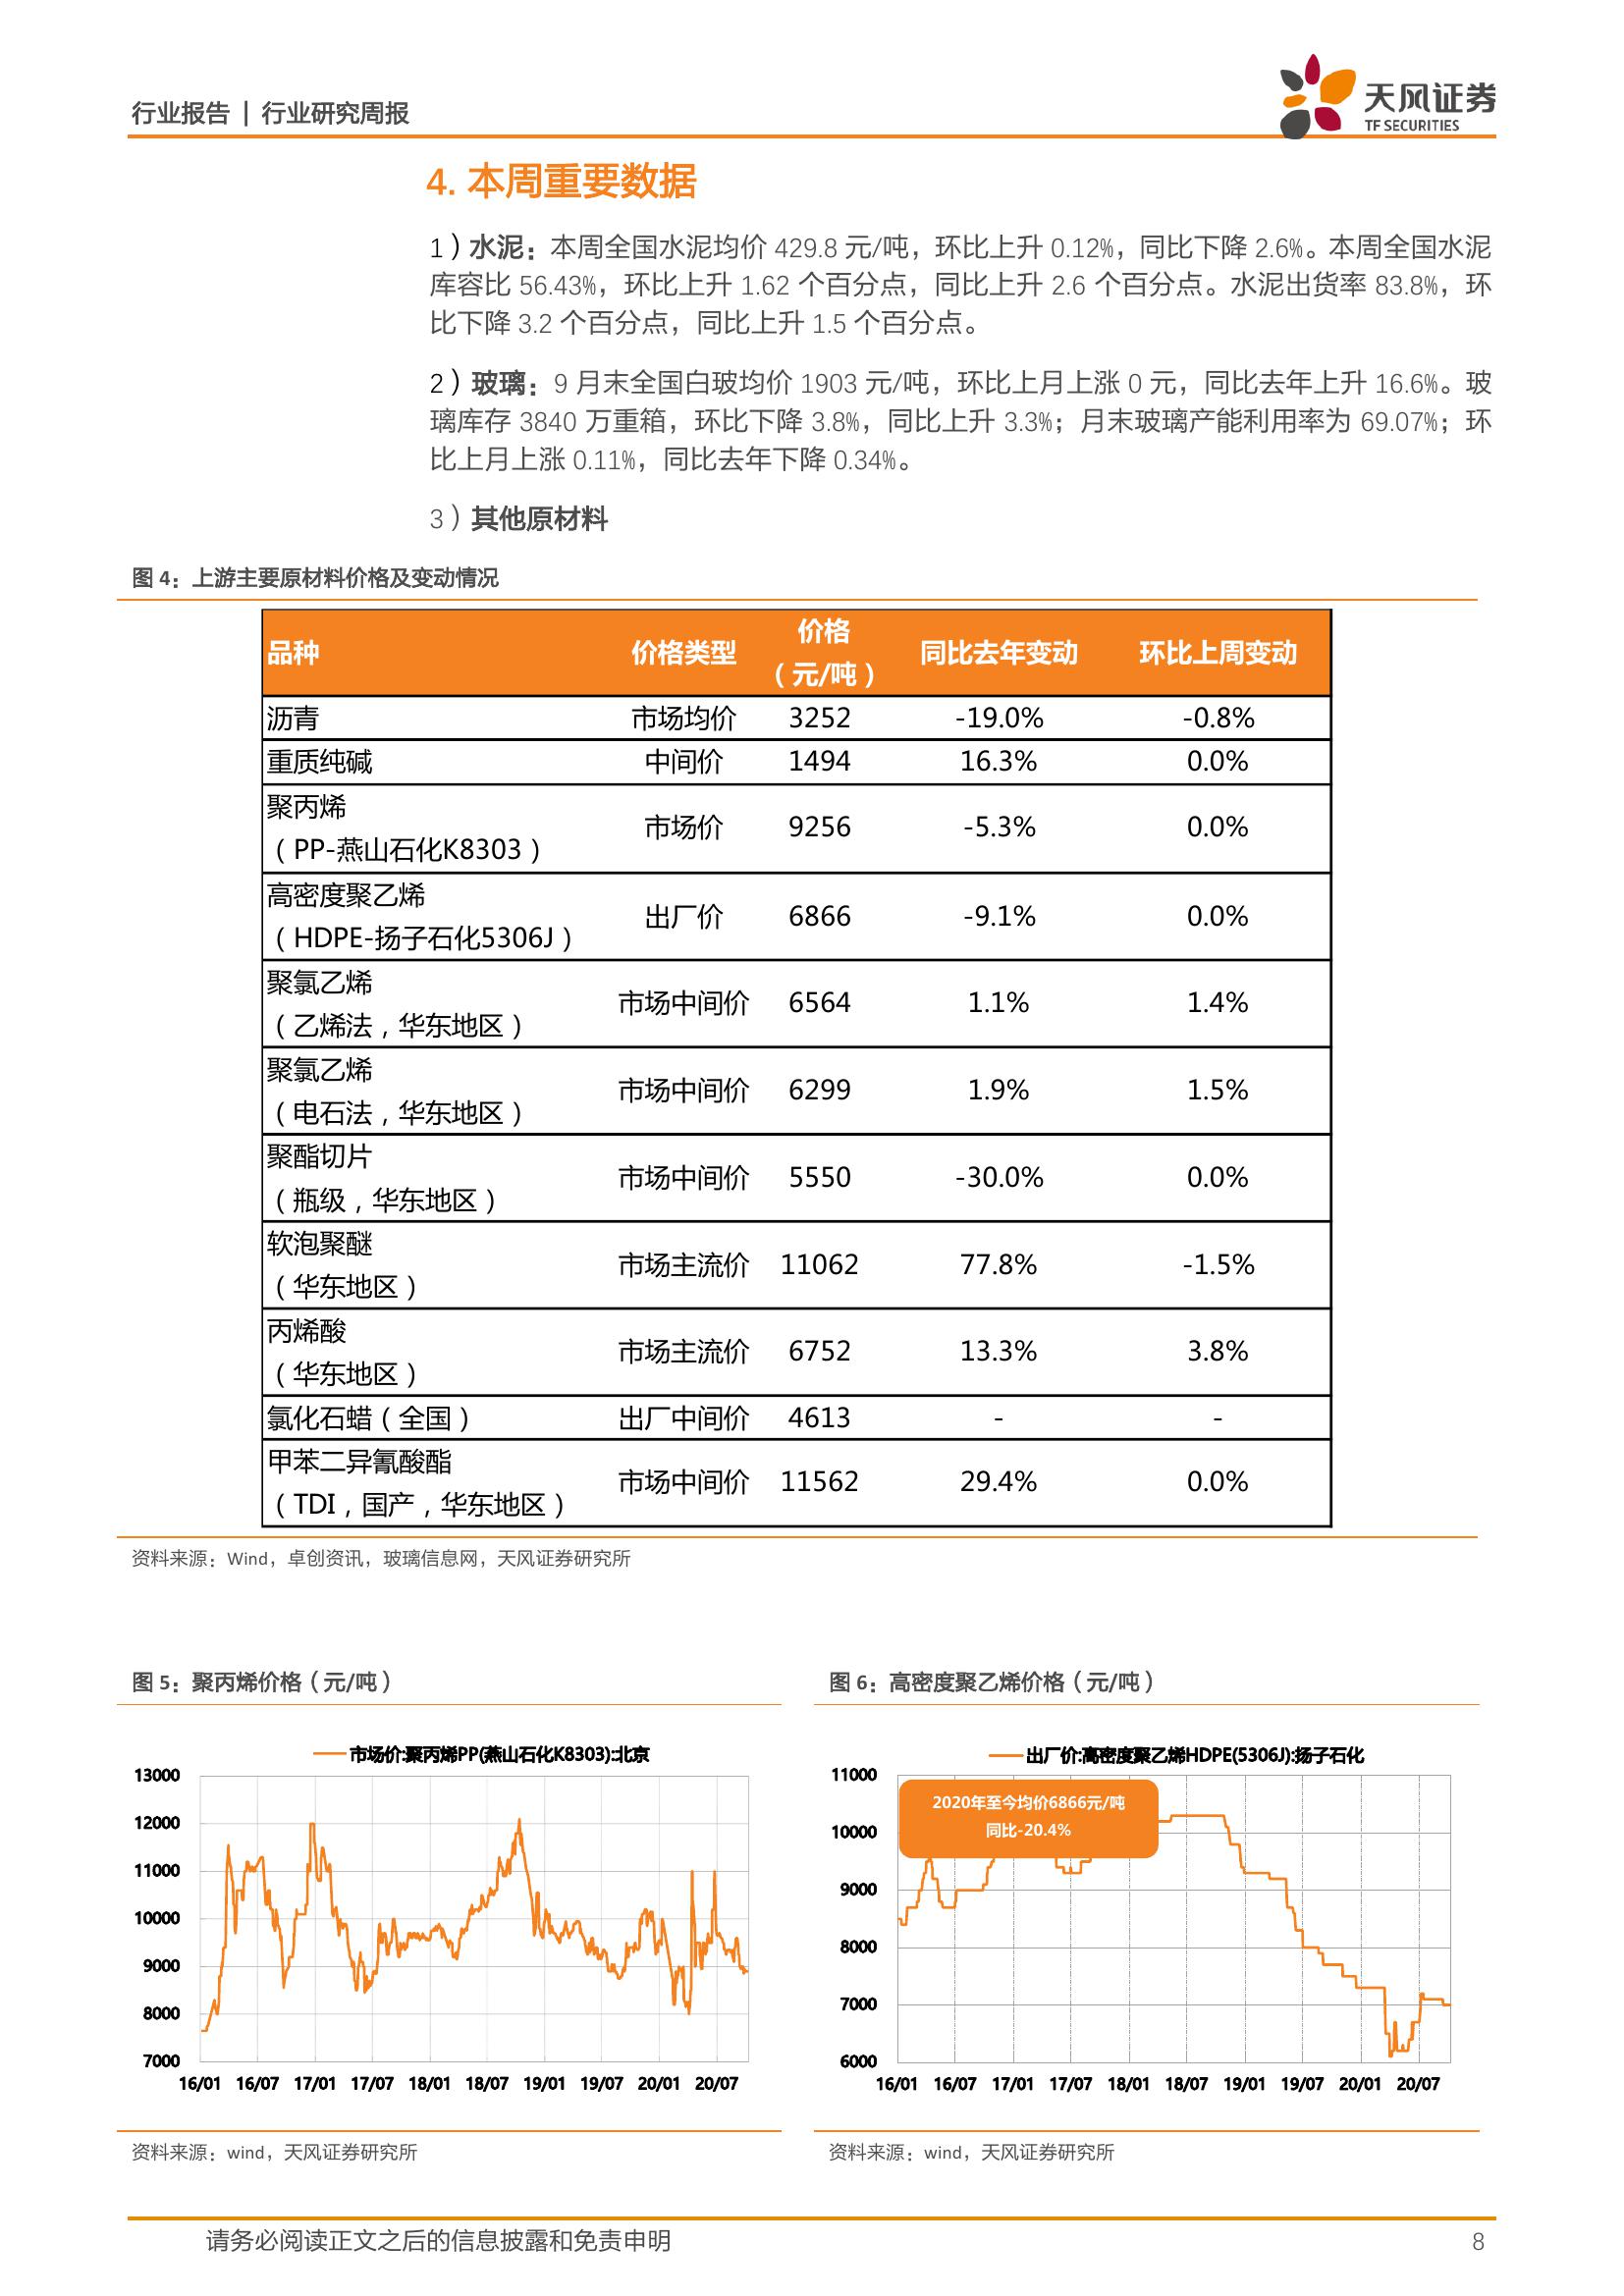 行业报告 | 行业研究周报
天风证券
TF SECURITIES
4. 本周重要数据
1）水泥：本周全国水泥均价 429.8 元/吨，环比上升 0.12%，同比下降 2.6%。本周全国水泥
库容比 56.43%，环比上升 1.62 个百分点，同比上升 2.6 个百分点。水泥出货率 83.8%，环
比下降 3.2 个百分点，同比上升 1.5 个百分点。
2）玻璃：9 月末全国白玻均价 1903 元/吨，环比上月上涨 0 元，同比去年上升 16.6%。玻
璃库存 3840 万重箱，环比下降 3.8%，同比上升 3.3%；月末玻璃产能利用率为 69.07%；环
比上月上涨 0.11%，同比去年下降 0.34%。
3）其他原材料
图 4：上游主要原材料价格及变动情况
品种 价格类型 价格 同比去年变动 环比上周变动
（元/吨）
沥青 市场均价 3252 -19.0% -0.8%
重质纯碱 中间价 1494 16.3% 0.0%
聚丙烯
（PP-燕山石化K8303） 市场价 9256 -5.3% 0.0%
高密度聚乙烯
（HDPE-扬子石化5306J） 出厂价 6866 -9.1% 0.0%
聚氯乙烯
（乙烯法，华东地区） 市场中间价 6564 1.1% 1.4%
聚氯乙烯
（电石法，华东地区） 市场中间价 6299 1.9% 1.5%
聚酯切片
（瓶级，华东地区） 市场中间价 5550 -30.0% 0.0%
软泡聚醚
（华东地区） 市场主流价 11062 77.8% -1.5%
丙烯酸
（华东地区） 市场主流价 6752 13.3% 3.8%
氯化石蜡（全国） 出厂中间价 4613 - -
甲苯二异氰酸酯
（TDI，国产，华东地区） 市场中间价 11562 29.4% 0.0%
资料来源：Wind，卓创资讯，玻璃信息网，天风证券研究所
图 5：聚丙烯价格（元/吨）
市场价:聚丙烯PP(燕山石化K8303):北京
13000
12000
11000
10000
9000
8000
7000
16/01 16/07 17/01 17/07 18/01 18/07 19/01 19/07 20/01 20/07
资料来源：wind，天风证券研究所
图 6：高密度聚乙烯价格（元/吨）
出厂价:高密度聚乙烯HDPE(5306J):扬子石化
2020年至今均价6866元/吨
同比-20.4%
11000
10000
9000
8000
7000
6000
16/01 16/07 17/01 17/07 18/01 18/07 19/01 19/07 20/01 20/07
资料来源：wind，天风证券研究所
请务必阅读正文之后的信息披露和免责申明 8